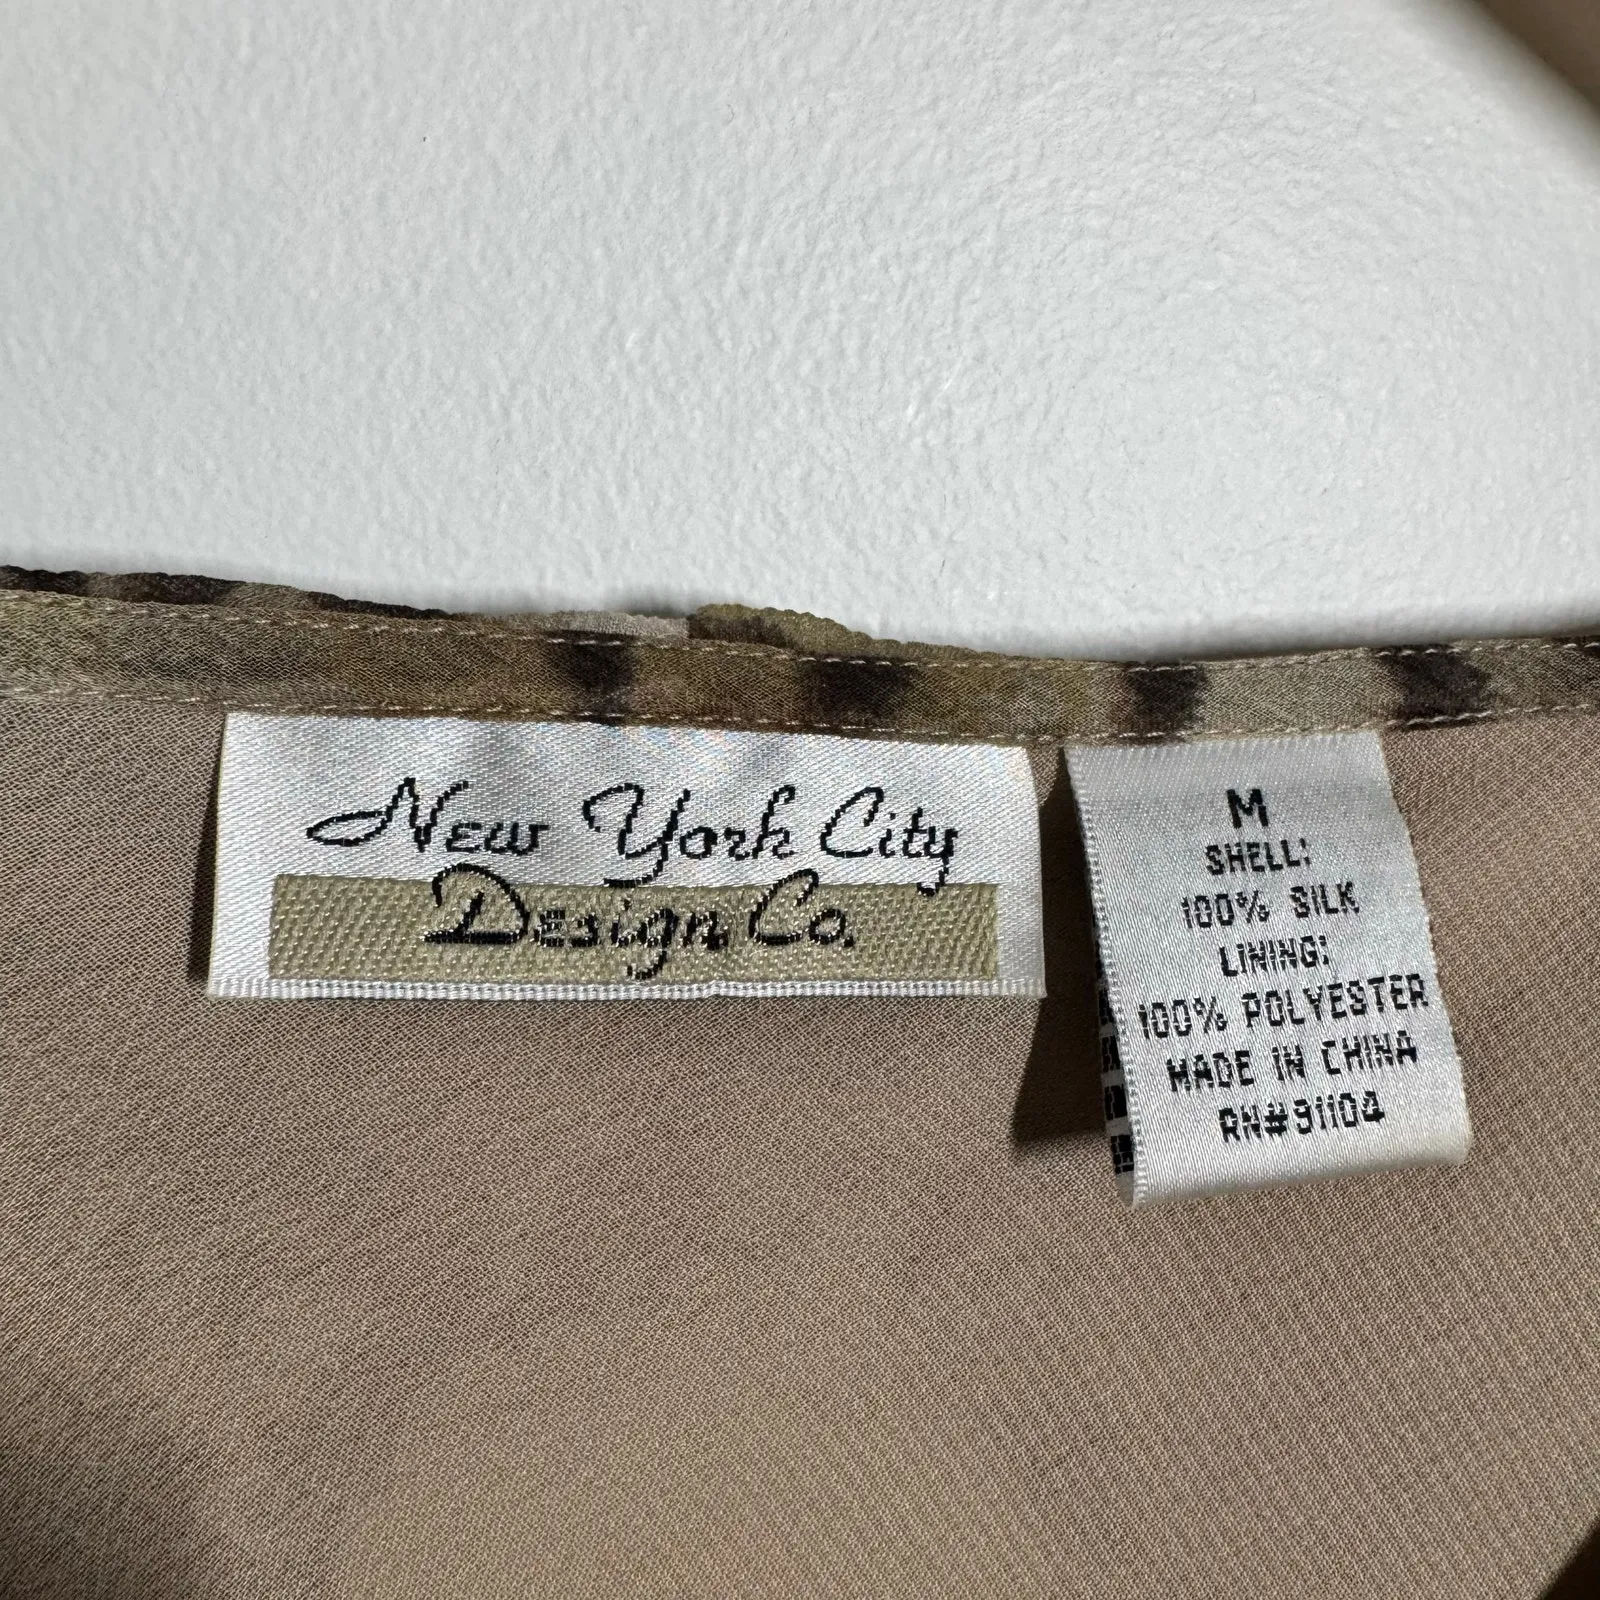 New York City
Design Co.
M
SHELL:
100% SILK
LINING:
100% POLYESTER
MADE IN CHINA
RN#91104